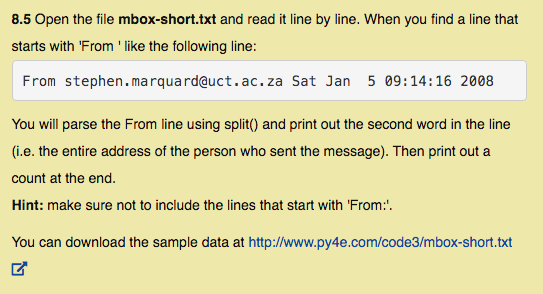 8.5 Open the file mbox-short.txt and read it line by line. When you find a line that
starts with 'From ' like the following line:
From stephen.marquard@uct.ac.za Sat Jan  5 09:14:16 2008
You will parse the From line using split() and print out the second word in the line
(i.e. the entire address of the person who sent the message). Then print out a
count at the end.
Hint: make sure not to include the lines that start with 'From:'.
You can download the sample data at http://www.py4e.com/code3/mbox-short.txt